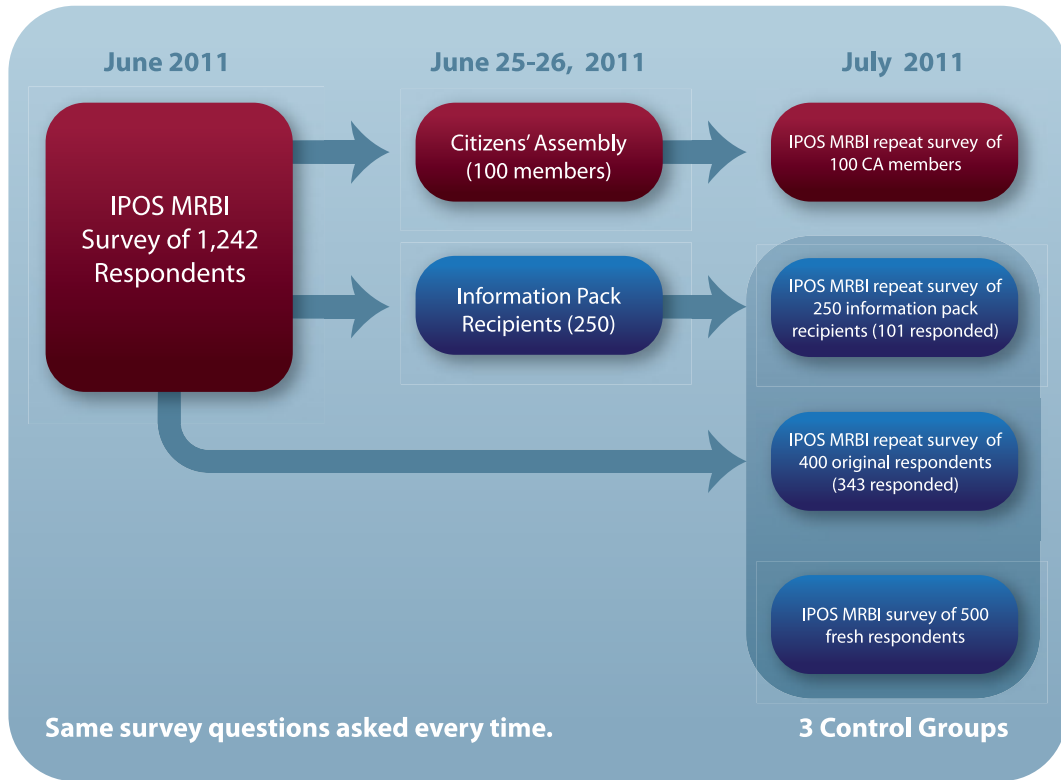 June 2011
June 25-26, 2011
July 2011
IPOS MRBI
Survey of 1,242
Respondents
Citizens’ Assembly
(100 members)
IPOS MRBI repeat survey of
100 CA members
Information Pack
Recipients (250)
IPOS MRBI repeat survey of
250 information pack
recipients (101 responded)
IPOS MRBI repeat survey of
400 original respondents
(343 responded)
IPOS MRBI survey of 500
fresh respondents
Same survey questions asked every time.
3 Control Groups